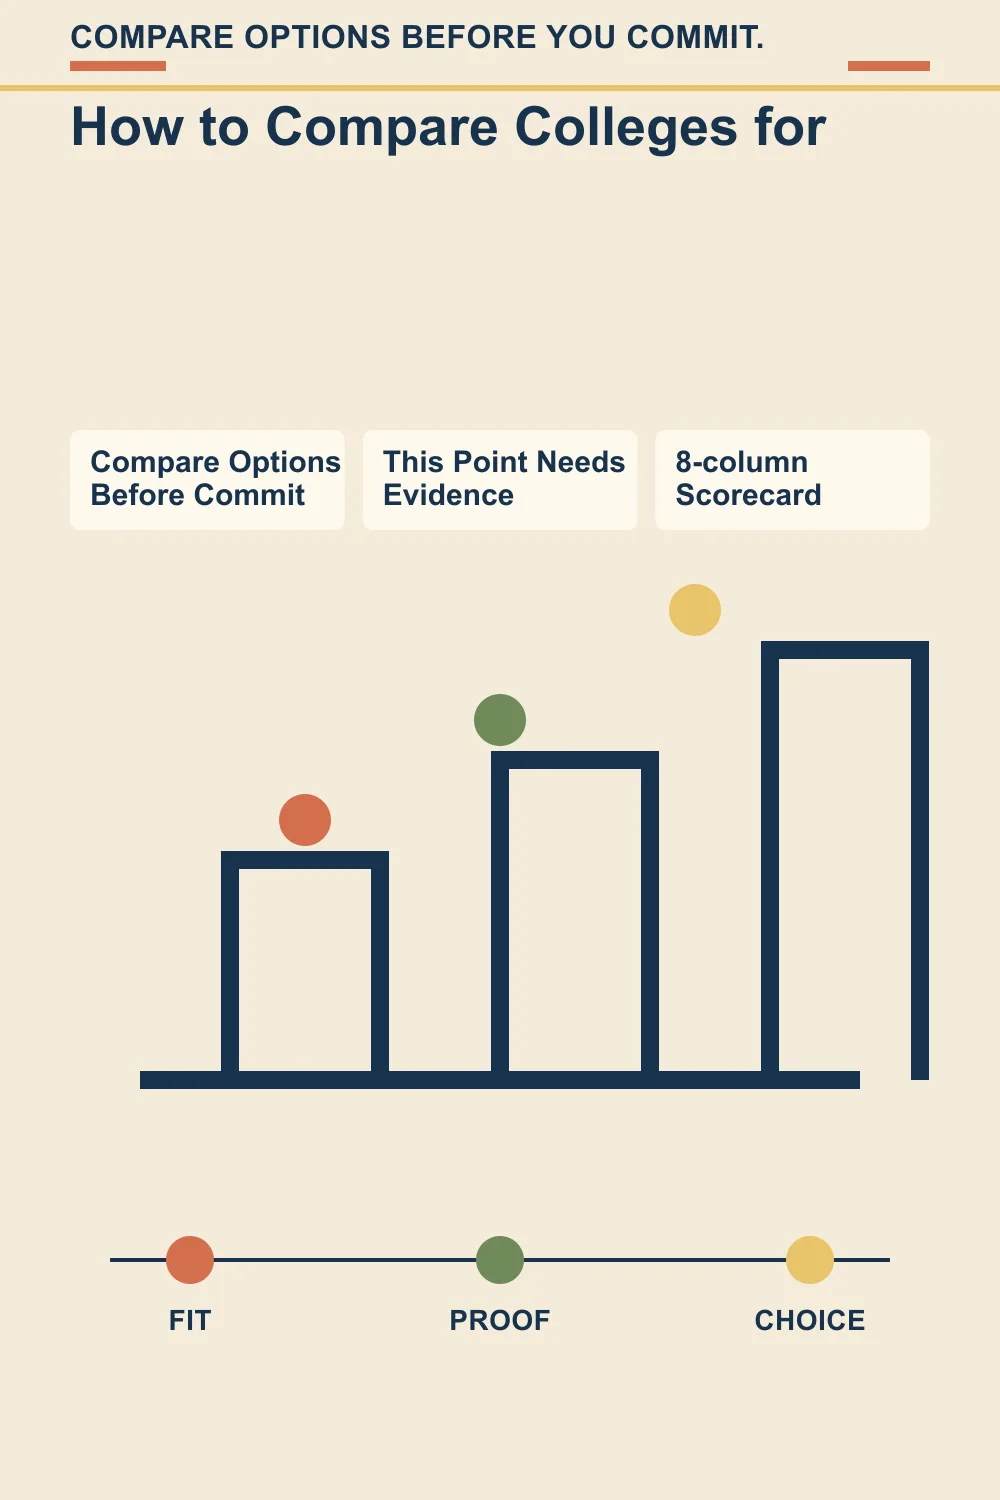 COMPARE OPTIONS BEFORE YOU COMMIT.
How to Compare Colleges for
Compare Options
Before Commit
This Point Needs
Evidence
8-column
Scorecard
FIT
PROOF
CHOICE